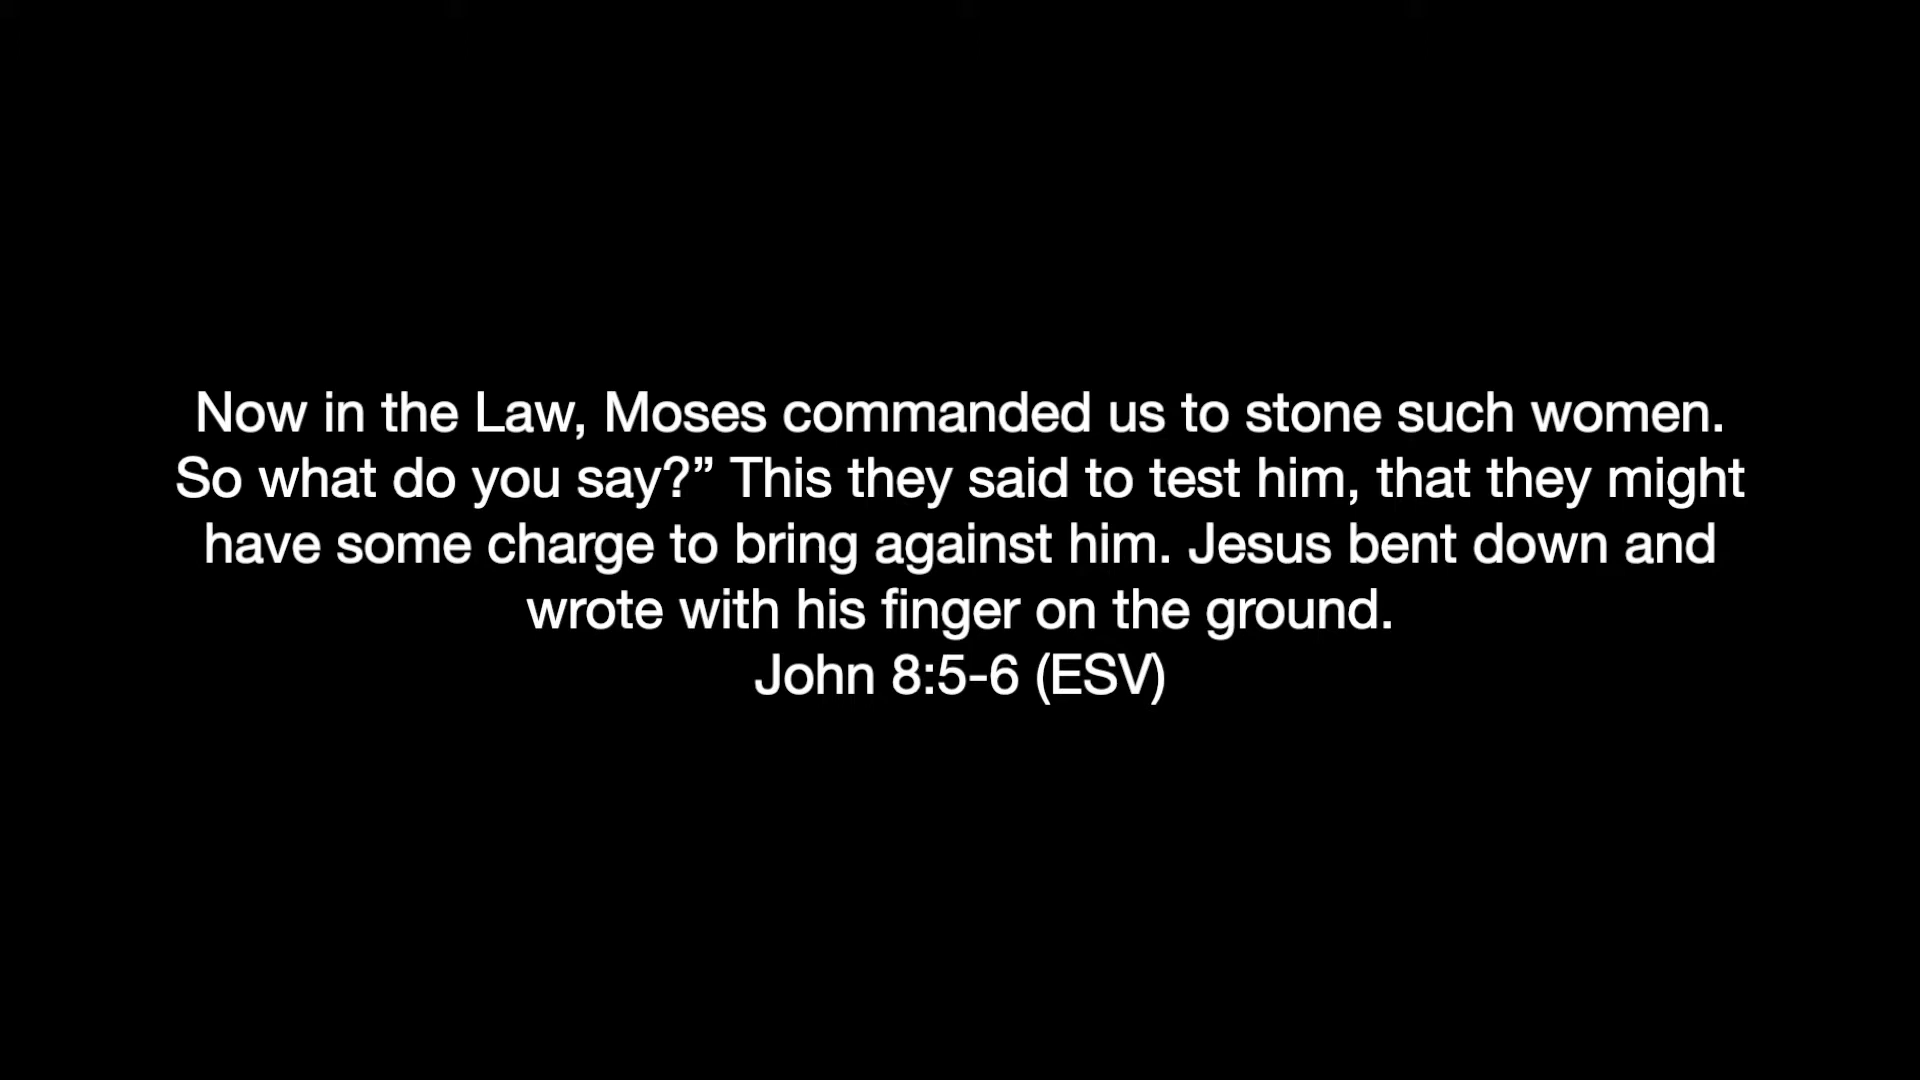 Now in the Law, Moses commanded us to stone such women.
So what do you say?” This they said to test him, that they might
have some charge to bring against him. Jesus bent down and
wrote with his finger on the ground.
John 8:5-6 (ESV)